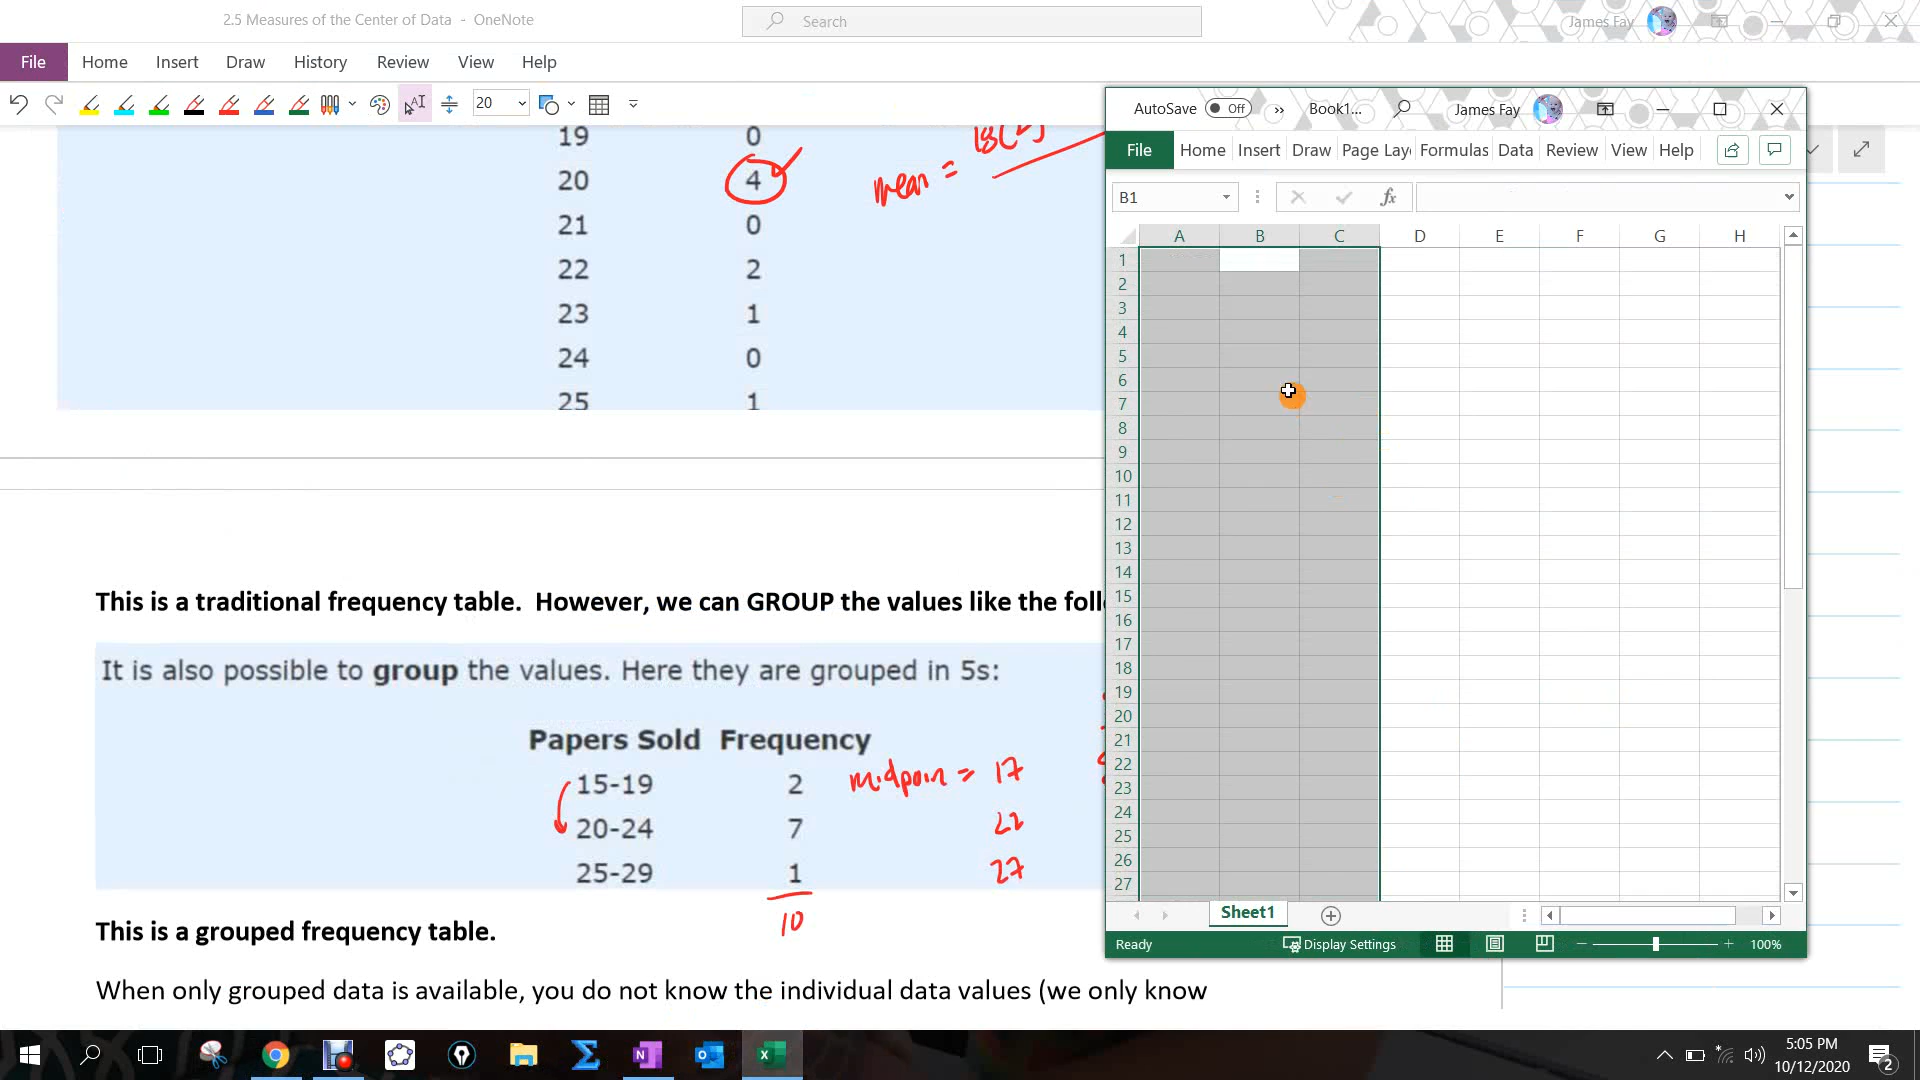 2.5 Measures of the Center of Data - OneNote
Search
James Fay
File Home Insert Draw History Review View Help
20
19 0
20 4
21 0
22 2
23 1
24 0
25 1
mean =
This is a traditional frequency table. However, we can GROUP the values like the foll
It is also possible to group the values. Here they are grouped in 5s:
Papers Sold Frequency
15-19 2 midpoin = 17
20-24 7 22
25-29 1 27
10
This is a grouped frequency table.
When only grouped data is available, you do not know the individual data values (we only know
AutoSave Off Book1... James Fay
File Home Insert Draw Page Lay Formulas Data Review View Help
B1 fx
A B C D E F G H
1
2
3
4
5
6
7
8
9
10
11
12
13
14
15
16
17
18
19
20
21
22
23
24
25
26
27
Sheet1
Ready Display Settings 100%
5:05 PM
10/12/2020
2